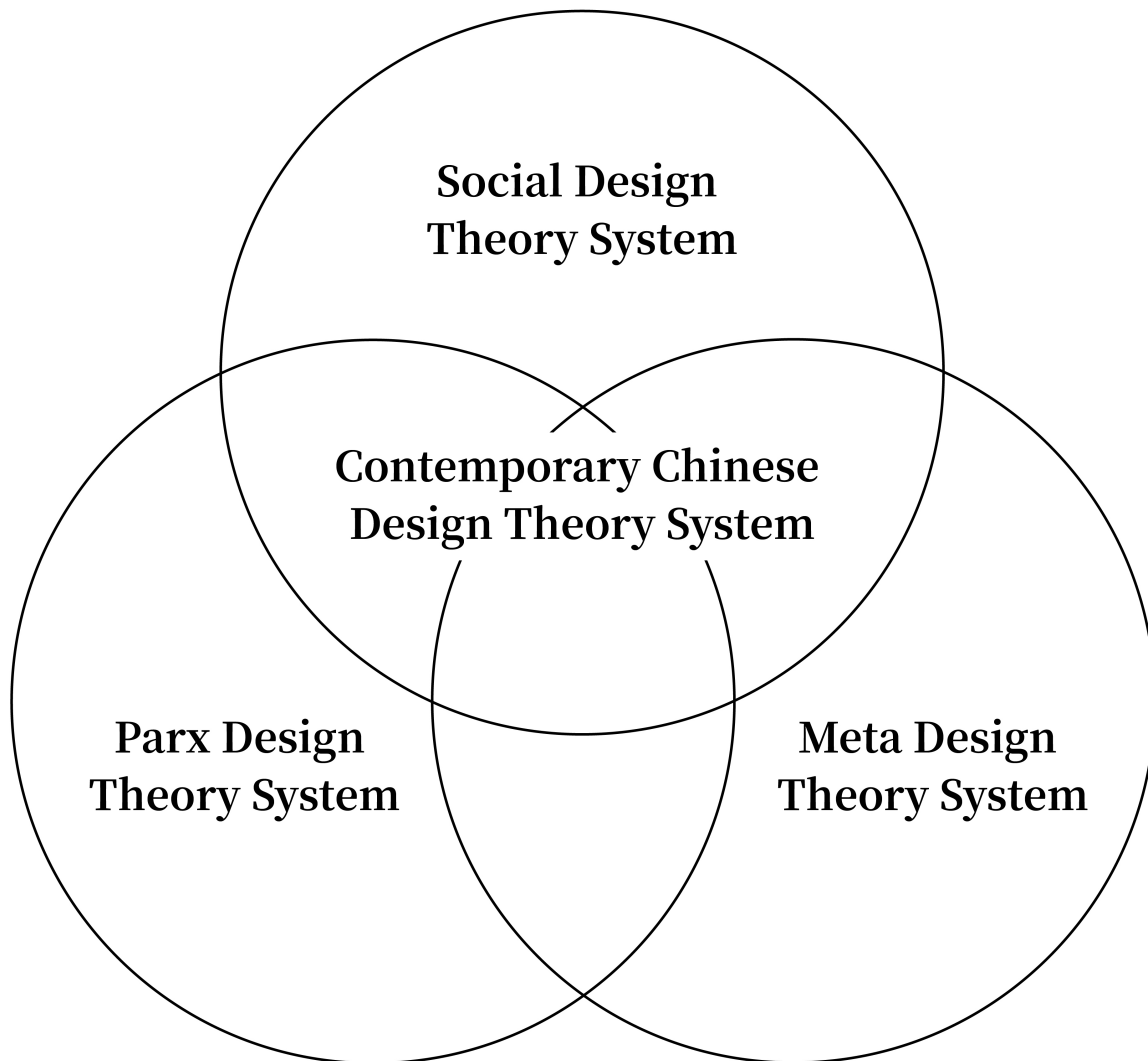 Social Design
Theory System
Contemporary Chinese
Design Theory System
Parx Design
Theory System
Meta Design
Theory System